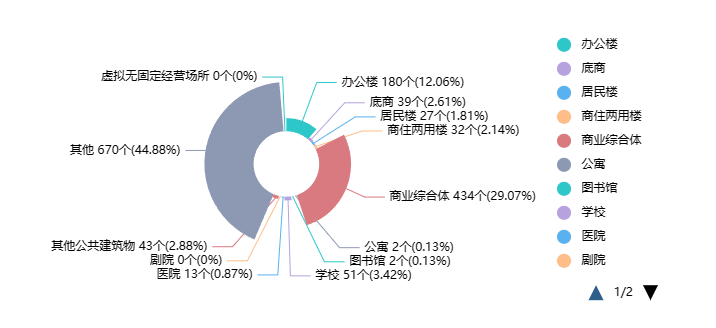 虚拟无固定经营场所 0个(0%)
办公楼 180个(12.06%)
底商 39个(2.61%)
居民楼 27个(1.81%)
商住两用楼 32个(2.14%)
其他 670个(44.88%)
商业综合体 434个(29.07%)
其他公共建筑物 43个(2.88%)
公寓 2个(0.13%)
剧院 0个(0%)
图书馆 2个(0.13%)
医院 13个(0.87%)
学校 51个(3.42%)
办公楼
底商
居民楼
商住两用楼
商业综合体
公寓
图书馆
学校
医院
剧院
1/2